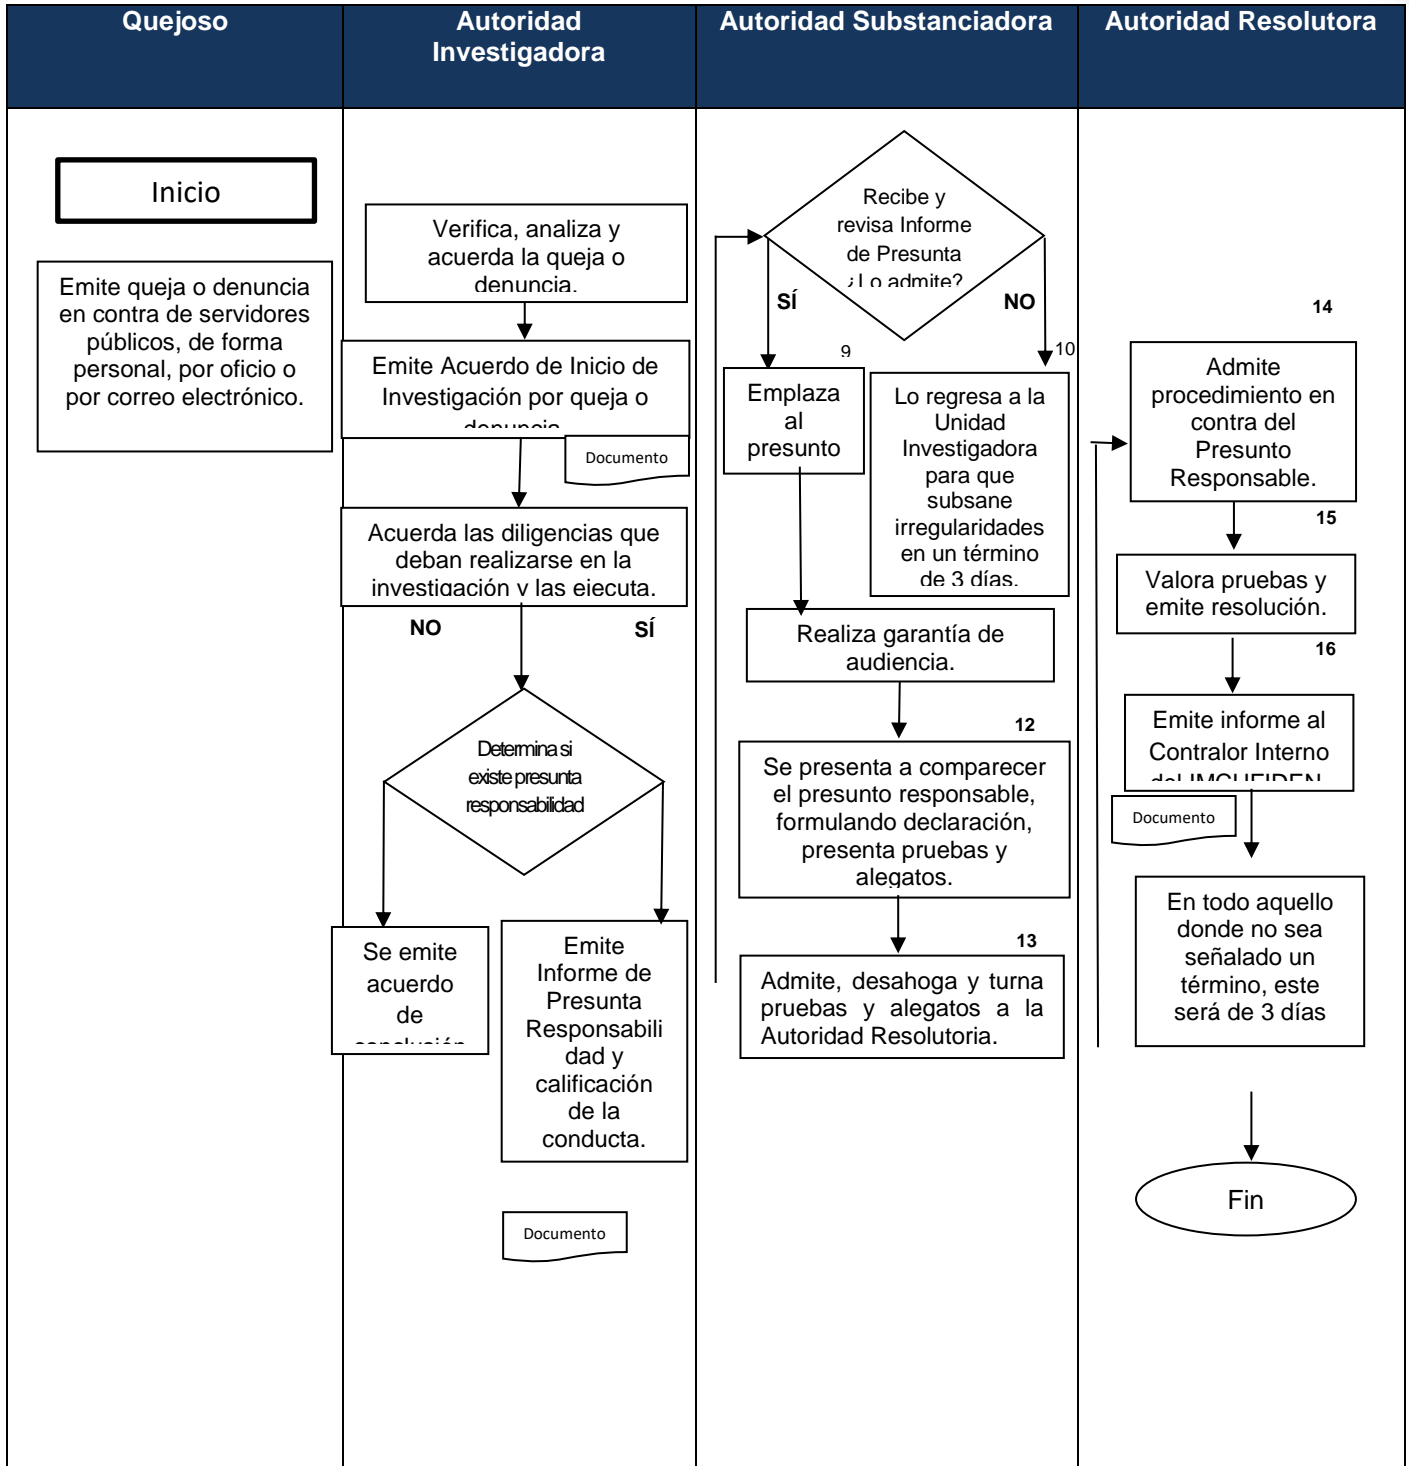 Quejoso
Autoridad
Investigadora
Autoridad Substanciadora
Autoridad Resolutora
Inicio
Emite queja o denuncia
en contra de servidores
públicos, de forma
personal, por oficio o
por correo electrónico.
Verifica, analiza y
acuerda la queja o
denuncia.
Emite Acuerdo de Inicio de
Investigación por queja o
denuncia
Documento
Acuerda las diligencias que
deban realizarse en la
investigación y las ejecuta.
NO
SÍ
Determina si
existe presunta
responsabilidad
Se emite
acuerdo
de
conclusión
Emite
Informe de
Presunta
Responsabili
dad y
calificación
de la
conducta.
Documento
Recibe y
revisa Informe
de Presunta
¿Lo admite?
SÍ
NO
9
10
Emplaza
al
presunto
Lo regresa a la
Unidad
Investigadora
para que
subsane
irregularidades
en un término
de 3 días.
Realiza garantía de
audiencia.
12
Se presenta a comparecer
el presunto responsable,
formulando declaración,
presenta pruebas y
alegatos.
13
Admite, desahoga y turna
pruebas y alegatos a la
Autoridad Resolutoria.
14
Admite
procedimiento en
contra del
Presunto
Responsable.
15
Valora pruebas y
emite resolución.
16
Emite informe al
Contralor Interno
del IMCUFIDEN
Documento
En todo aquello
donde no sea
señalado un
término, este
será de 3 días
Fin